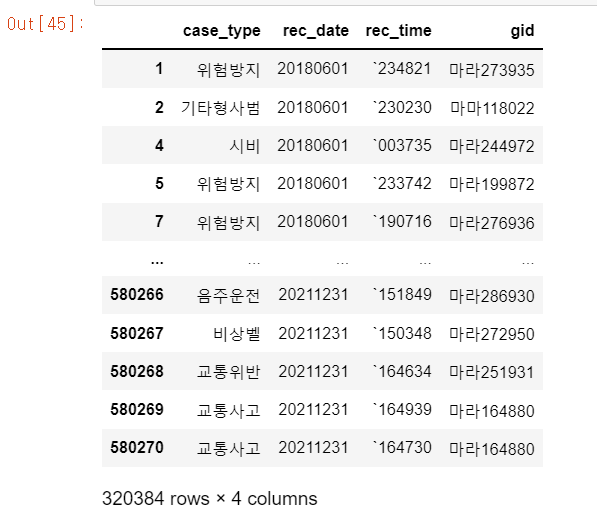 Out[45]:
case_type rec_date rec_time gid
1 위험방지 20180601 `234821 마라273935
2 기타형사범 20180601 `230230 마마118022
4 시비 20180601 `003735 마라244972
5 위험방지 20180601 `233742 마라199872
7 위험방지 20180601 `190716 마라276936
... ... ... ... ...
580266 음주운전 20211231 `151849 마라286930
580267 비상벨 20211231 `150348 마라272950
580268 교통위반 20211231 `164634 마라251931
580269 교통사고 20211231 `164939 마라164880
580270 교통사고 20211231 `164730 마라164880
320384 rows × 4 columns